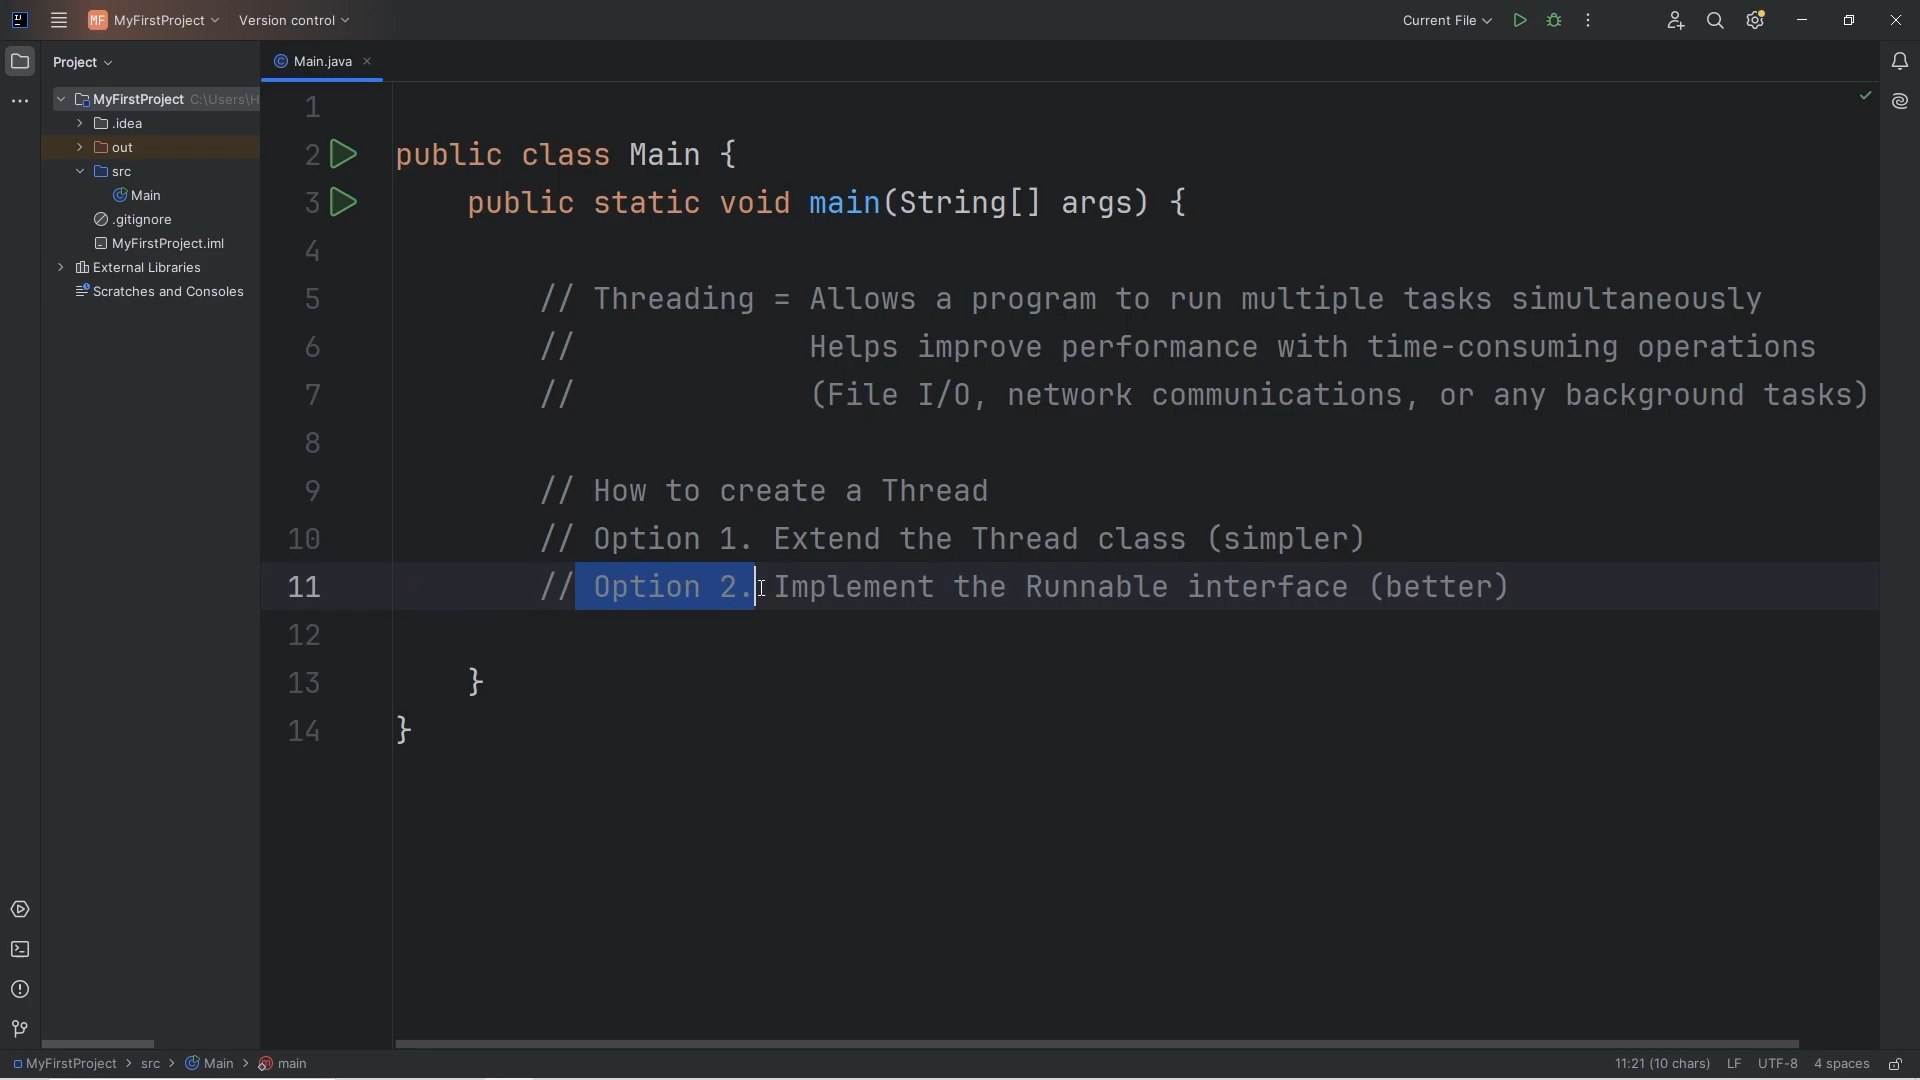 MF MyFirstProject Version control Current File
Project
Main.java
MyFirstProject C:\Users\H
.idea
out
src
Main
.gitignore
MyFirstProject.iml
External Libraries
Scratches and Consoles
1
2 public class Main {
3 public static void main(String[] args) {
4
5 // Threading = Allows a program to run multiple tasks simultaneously
6 // Helps improve performance with time-consuming operations
7 // (File I/O, network communications, or any background tasks)
8
9 // How to create a Thread
10 // Option 1. Extend the Thread class (simpler)
11 // Option 2. Implement the Runnable interface (better)
12
13 }
14 }
MyFirstProject > src > Main > main 11:21 (10 chars) LF UTF-8 4 spaces